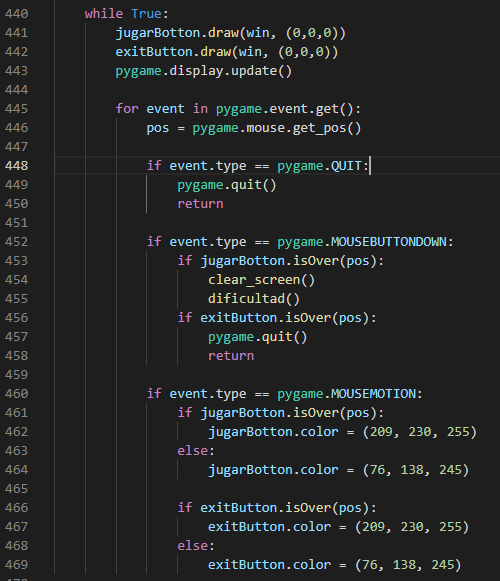 440 while True:
441 jugarBotton.draw(win, (0,0,0))
442 exitButton.draw(win, (0,0,0))
443 pygame.display.update()
444
445 for event in pygame.event.get():
446 pos = pygame.mouse.get_pos()
447
448 if event.type == pygame.QUIT:
449 pygame.quit()
450 return
451
452 if event.type == pygame.MOUSEBUTTONDOWN:
453 if jugarBotton.isOver(pos):
454 clear_screen()
455 dificultad()
456 if exitButton.isOver(pos):
457 pygame.quit()
458 return
459
460 if event.type == pygame.MOUSEMOTION:
461 if jugarBotton.isOver(pos):
462 jugarBotton.color = (209, 230, 255)
463 else:
464 jugarBotton.color = (76, 138, 245)
465
466 if exitButton.isOver(pos):
467 exitButton.color = (209, 230, 255)
468 else:
469 exitButton.color = (76, 138, 245)